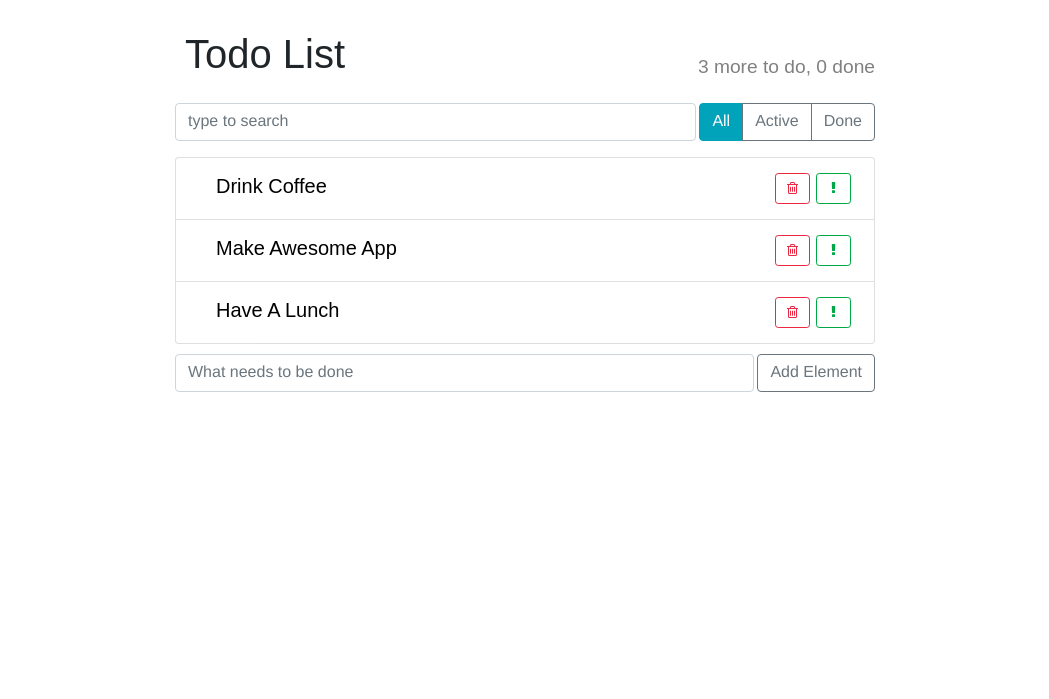 Todo List
3 more to do, 0 done
type to search
All
Active
Done
Drink Coffee
Make Awesome App
Have A Lunch
What needs to be done
Add Element